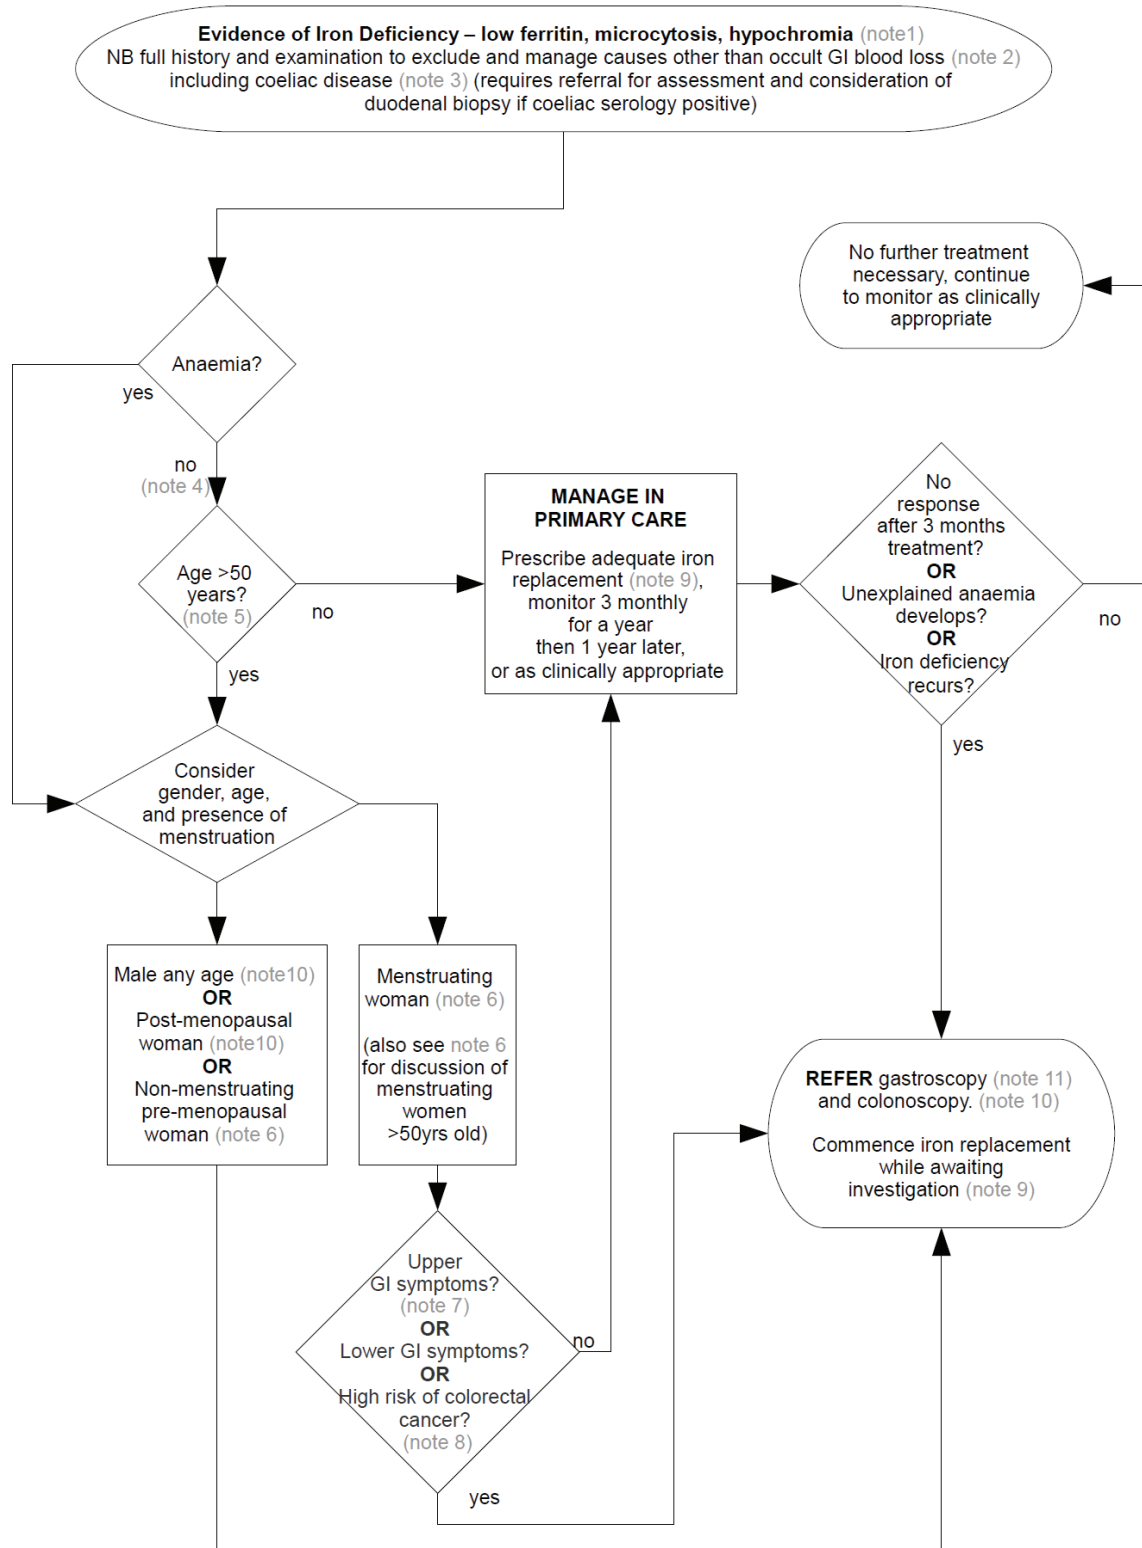 Evidence of Iron Deficiency – low ferritin, microcytosis, hypochromia (note1)
NB full history and examination to exclude and manage causes other than occult GI blood loss (note 2)
including coeliac disease (note 3) (requires referral for assessment and consideration of
duodenal biopsy if coeliac serology positive)
No further treatment
necessary, continue
to monitor as clinically
appropriate
Anaemia?
yes
no
(note 4)
Age >50
years?
(note 5)
no
yes
MANAGE IN
PRIMARY CARE
Prescribe adequate iron
replacement (note 9),
monitor 3 monthly
for a year
then 1 year later,
or as clinically appropriate
No
response
after 3 months
treatment?
OR
Unexplained anaemia
develops?
OR
Iron deficiency
recurs?
no
yes
Consider
gender, age,
and presence of
menstruation
Male any age (note10)
OR
Post-menopausal
woman (note10)
OR
Non-menstruating
pre-menopausal
woman (note 6)
Menstruating
woman (note 6)
(also see note 6
for discussion of
menstruating
women
>50yrs old)
REFER gastroscopy (note 11)
and colonoscopy. (note 10)
Commence iron replacement
while awaiting
investigation (note 9)
Upper
GI symptoms?
(note 7)
OR
Lower GI symptoms?
OR
High risk of colorectal
cancer?
(note 8)
no
yes